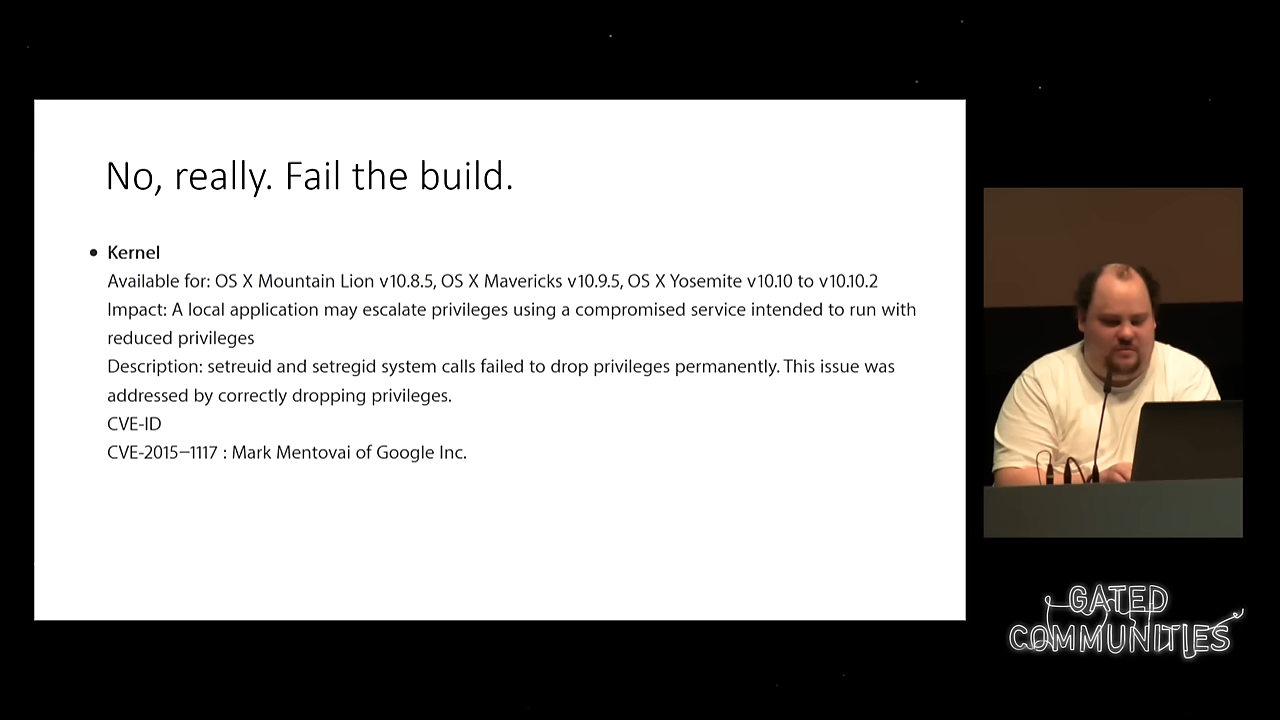 No, really. Fail the build.
• Kernel
Available for: OS X Mountain Lion v10.8.5, OS X Mavericks v10.9.5, OS X Yosemite v10.10 to v10.10.2
Impact: A local application may escalate privileges using a compromised service intended to run with
reduced privileges
Description: setreuid and setregid system calls failed to drop privileges permanently. This issue was
addressed by correctly dropping privileges.
CVE-ID
CVE-2015–1117 : Mark Mentovai of Google Inc.
GATED
COMMUNITIES